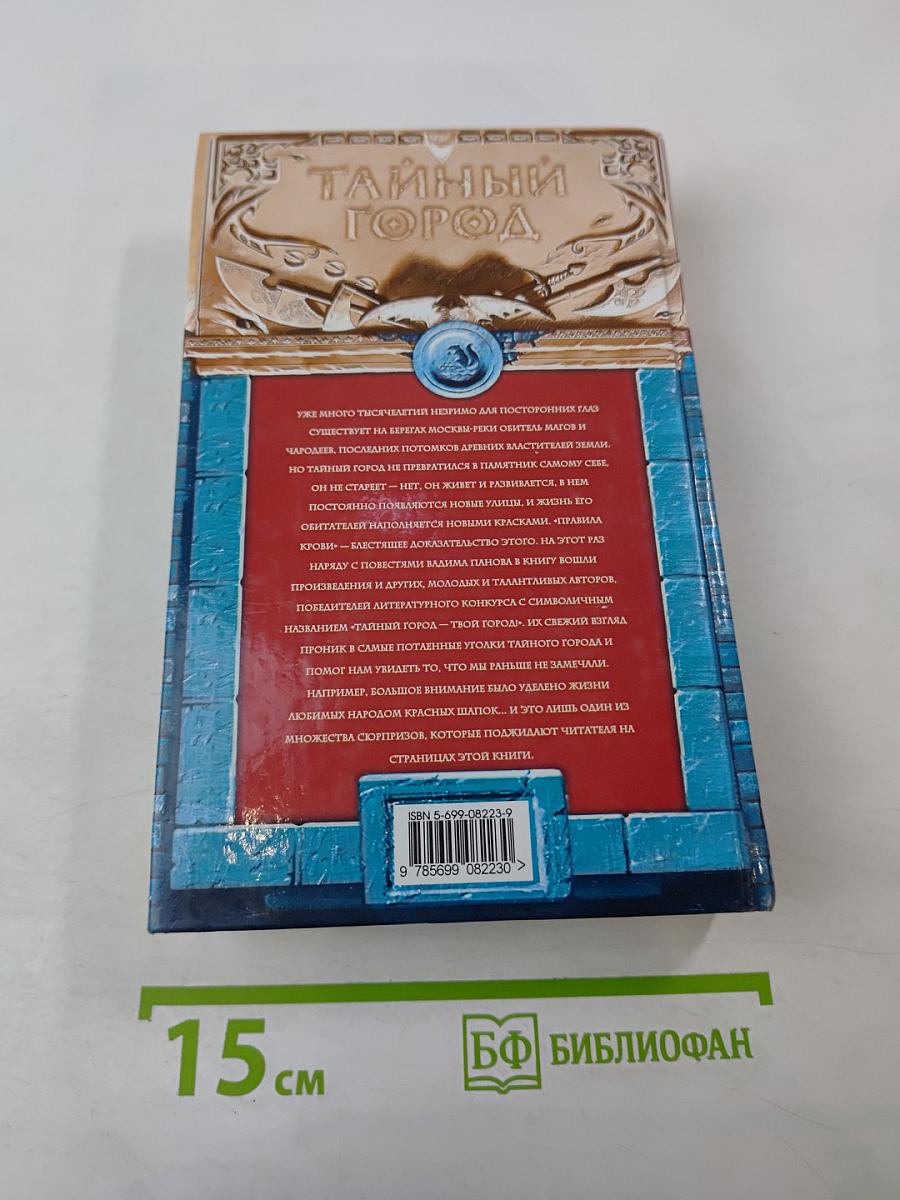 ТАЙНЫЙ
ГОРОД
УЖЕ МНОГО ТЫСЯЧЕЛЕТИЙ НЕЗРИМО ДЛЯ ПОСТОРОННИХ ГЛАЗ
СУЩЕСТВУЕТ НА БЕРЕГАХ МОСКВЫ-РЕКИ ОБИТЕЛЬ МАГОВ И
ЧАРОДЕЕВ, ПОСЛЕДНИХ ПОТОМКОВ ДРЕВНИХ ВЛАСТИТЕЛЕЙ ЗЕМЛИ.
НО ТАЙНЫЙ ГОРОД НЕ ПРЕВРАТИЛСЯ В ПАМЯТНИК САМОМУ СЕБЕ,
ОН НЕ СТАРЕЕТ — НЕТ, ОН ЖИВЕТ И РАЗВИВАЕТСЯ, В НЕМ
ПОСТОЯННО ПОЯВЛЯЮТСЯ НОВЫЕ УЛИЦЫ, И ЖИЗНЬ ЕГО
ОБИТАТЕЛЕЙ НАПОЛНЯЕТСЯ НОВЫМИ КРАСКАМИ. «ПРАВИЛА
КРОВИ» — БЛЕСТЯЩЕЕ ДОКАЗАТЕЛЬСТВО ЭТОГО. НА ЭТОТ РАЗ
НАРЯДУ С ПОВЕСТЯМИ ВАДИМА ПАНОВА В КНИГУ ВОШЛИ
ПРОИЗВЕДЕНИЯ И ДРУГИХ, МОЛОДЫХ И ТАЛАНТЛИВЫХ АВТОРОВ,
ПОБЕДИТЕЛЕЙ ЛИТЕРАТУРНОГО КОНКУРСА С СИМВОЛИЧНЫМ
НАЗВАНИЕМ «ТАЙНЫЙ ГОРОД — ТВОЙ ГОРОД!». ИХ СВЕЖИЙ ВЗГЛЯД
ПРОНИК В САМЫЕ ПОТАЕННЫЕ УГОЛКИ ТАЙНОГО ГОРОДА И
ПОМОГ НАМ УВИДЕТЬ ТО, ЧТО МЫ РАНЬШЕ НЕ ЗАМЕЧАЛИ.
НАПРИМЕР, БОЛЬШОЕ ВНИМАНИЕ БЫЛО УДЕЛЕНО ЖИЗНИ
ЛЮБИМЫХ НАРОДОМ КРАСНЫХ ШАПОК... И ЭТО ЛИШЬ ОДИН ИЗ
МНОЖЕСТВА СЮРПРИЗОВ, КОТОРЫЕ ПОДЖИДАЮТ ЧИТАТЕЛЯ НА
СТРАНИЦАХ ЭТОЙ КНИГИ.
ISBN 5-699-08223-9
9 785699 082230 >
15 см
БФ БИБЛИОФАН